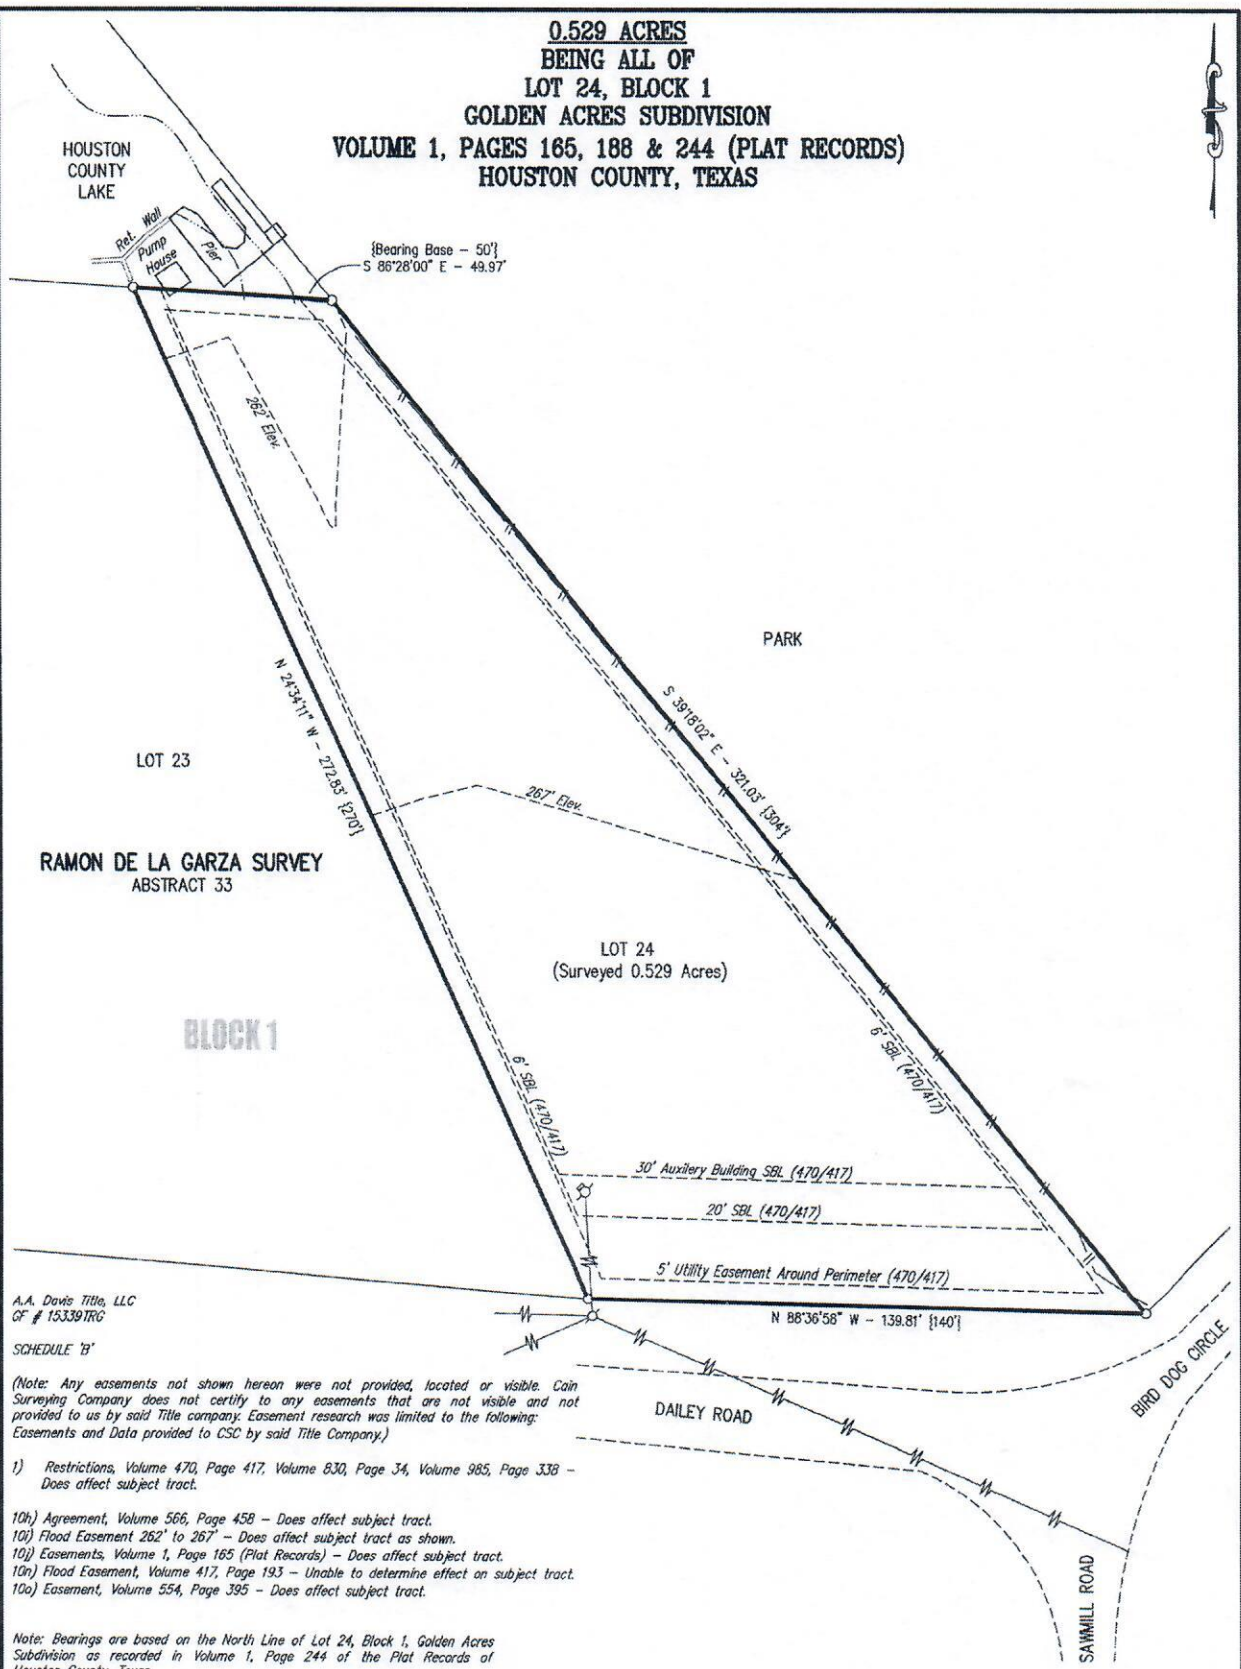 0.529 ACRES
BEING ALL OF
LOT 24, BLOCK 1
GOLDEN ACRES SUBDIVISION
VOLUME 1, PAGES 165, 188 & 244 (PLAT RECORDS)
HOUSTON COUNTY, TEXAS
HOUSTON
COUNTY
LAKE
Ret. Wall
Pump
House
Pier
{Bearing Base - 50'}
S 86°28'00" E - 49.97'
262' Elev.
PARK
N 24°34'11" W - 272.83' {270'}
S 39°18'02" E - 321.03' {304'}
LOT 23
267' Elev.
RAMON DE LA GARZA SURVEY
ABSTRACT 33
LOT 24
(Surveyed 0.529 Acres)
BLOCK 1
6' SBL (470/417)
6' SBL (470/417)
30' Auxilery Building SBL (470/417)
20' SBL (470/417)
5' Utility Easement Around Perimeter (470/417)
N 88°36'58" W - 139.81' {140'}
A.A. Davis Title, LLC
GF # 15339TRG
SCHEDULE 'B'
(Note: Any easements not shown hereon were not provided, located or visible. Cain
Surveying Company does not certify to any easements that are not visible and not
provided to us by said Title company. Easement research was limited to the following:
Easements and Data provided to CSC by said Title Company.)
DAILEY ROAD
BIRD DOG CIRCLE
SAWMILL ROAD
1) Restrictions, Volume 470, Page 417, Volume 830, Page 34, Volume 985, Page 338 -
Does affect subject tract.
10h) Agreement, Volume 566, Page 458 - Does affect subject tract.
10i) Flood Easement 262' to 267' - Does affect subject tract as shown.
10j) Easements, Volume 1, Page 165 (Plat Records) - Does affect subject tract.
10n) Flood Easement, Volume 417, Page 193 - Unable to determine effect on subject tract.
10o) Easement, Volume 554, Page 395 - Does affect subject tract.
Note: Bearings are based on the North Line of Lot 24, Block 1, Golden Acres
Subdivision as recorded in Volume 1, Page 244 of the Plat Records of
Houston County, Texas